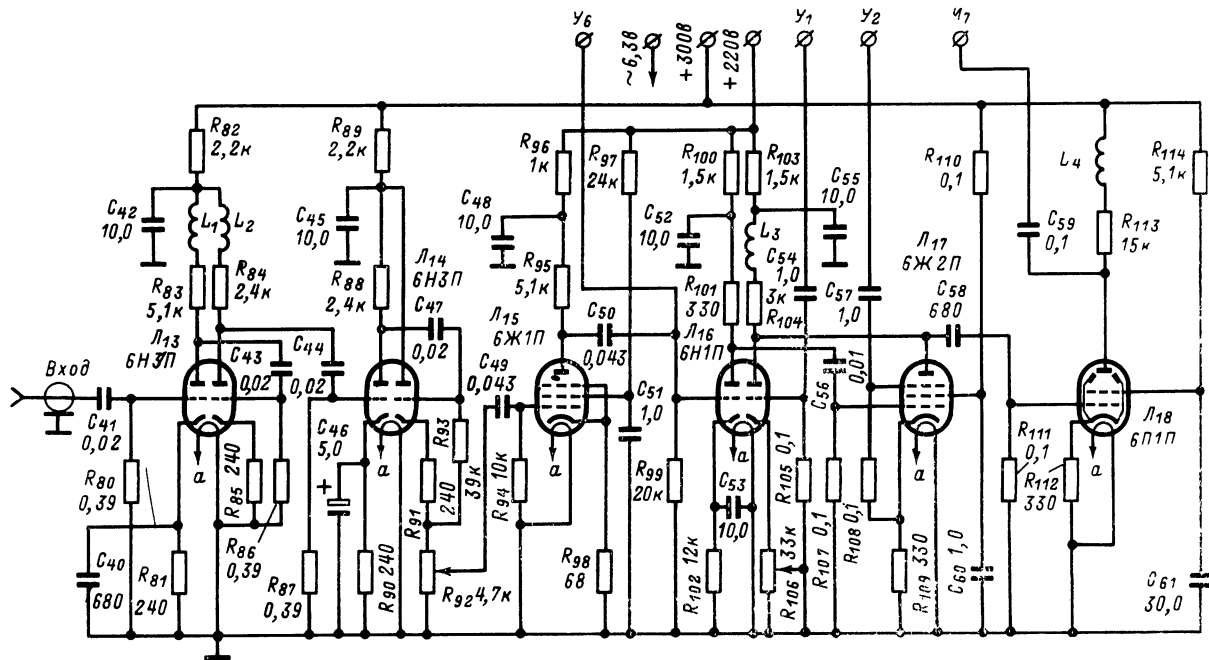 У6
~6,3В
+300В
+220В
У1
У2
У7
R82
2,2к
R89
2,2к
R96
1к
R97
24к
R100
1,5к
R103
1,5к
R110
0,1
L4
R114
5,1к
C42
10,0
L1
L2
C45
10,0
C48
10,0
C52
10,0
C55
10,0
L3
C59
0,1
R113
15к
R83
5,1к
R84
2,4к
R88
2,4к
Л14
6Н3П
R95
5,1к
R101
330
C54
1,0
3к
R104
C57
1,0
Л17
6Ж2П
C58
680
Л13
6Н3П
C43
0,02
C44
0,02
C47
0,02
Л15
6Ж1П
C50
0,043
Л16
6Н1П
C56
0,01
Вход
C41
0,02
C49
0,043
C51
1,0
Л18
6П1П
а
а
а
а
а
а
R80
0,39
R85
240
R86
0,39
C46
5,0
+
R93
39к
R91
240
R94 10к
R99
20к
C53
10,0
R105 0,1
R107 0,1
R108 0,1
R111
0,1
R112
330
C40
680
R81
240
R87
0,39
R90 240
R92 4,7к
R98
68
R102 12к
R106 33к
R109 330
C60 1,0
C61
30,0